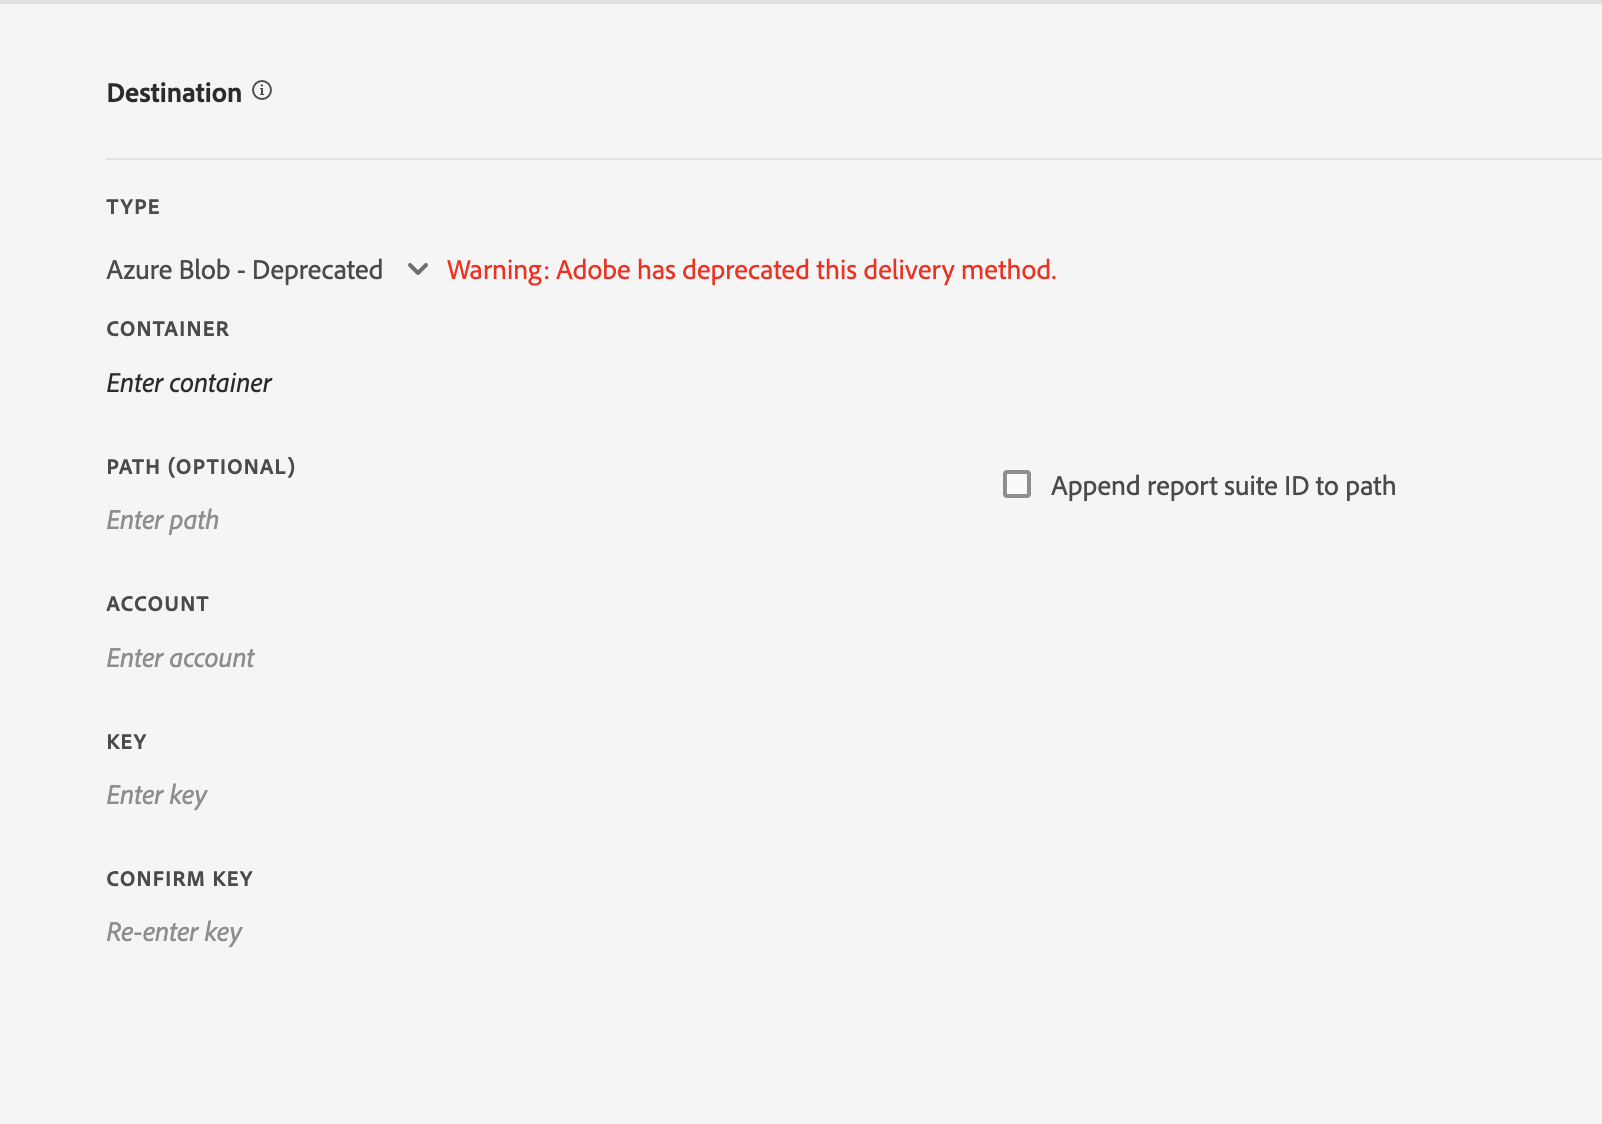 Destination
TYPE
Azure Blob - Deprecated Warning: Adobe has deprecated this delivery method.
CONTAINER
Enter container
PATH (OPTIONAL)
Append report suite ID to path
Enter path
ACCOUNT
Enter account
KEY
Enter key
CONFIRM KEY
Re-enter key